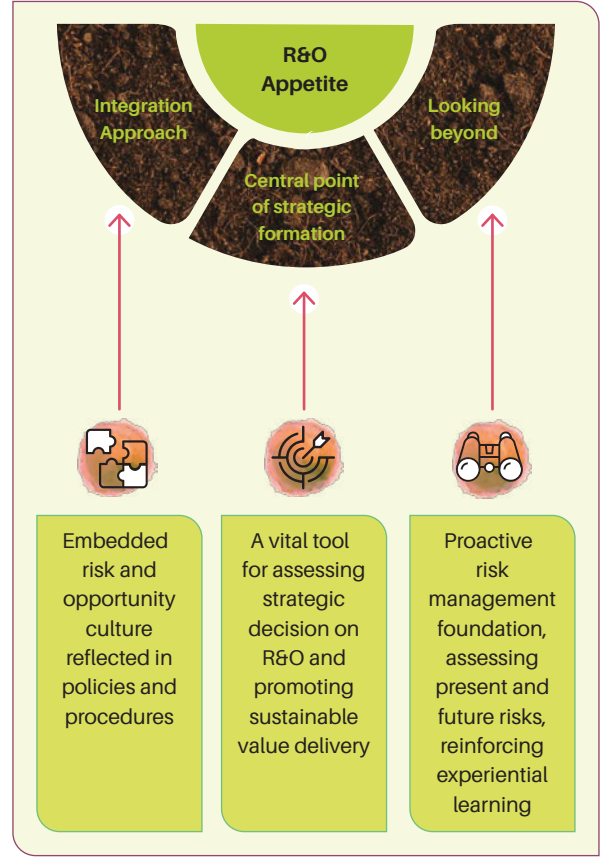 R&O
Appetite
Integration
Approach
Looking
beyond
Central point
of strategic
formation
Embedded
risk and
opportunity
culture
reflected in
policies and
procedures
A vital tool
for assessing
strategic
decision on
R&O and
promoting
sustainable
value delivery
Proactive
risk
management
foundation,
assessing
present and
future risks,
reinforcing
experiential
learning